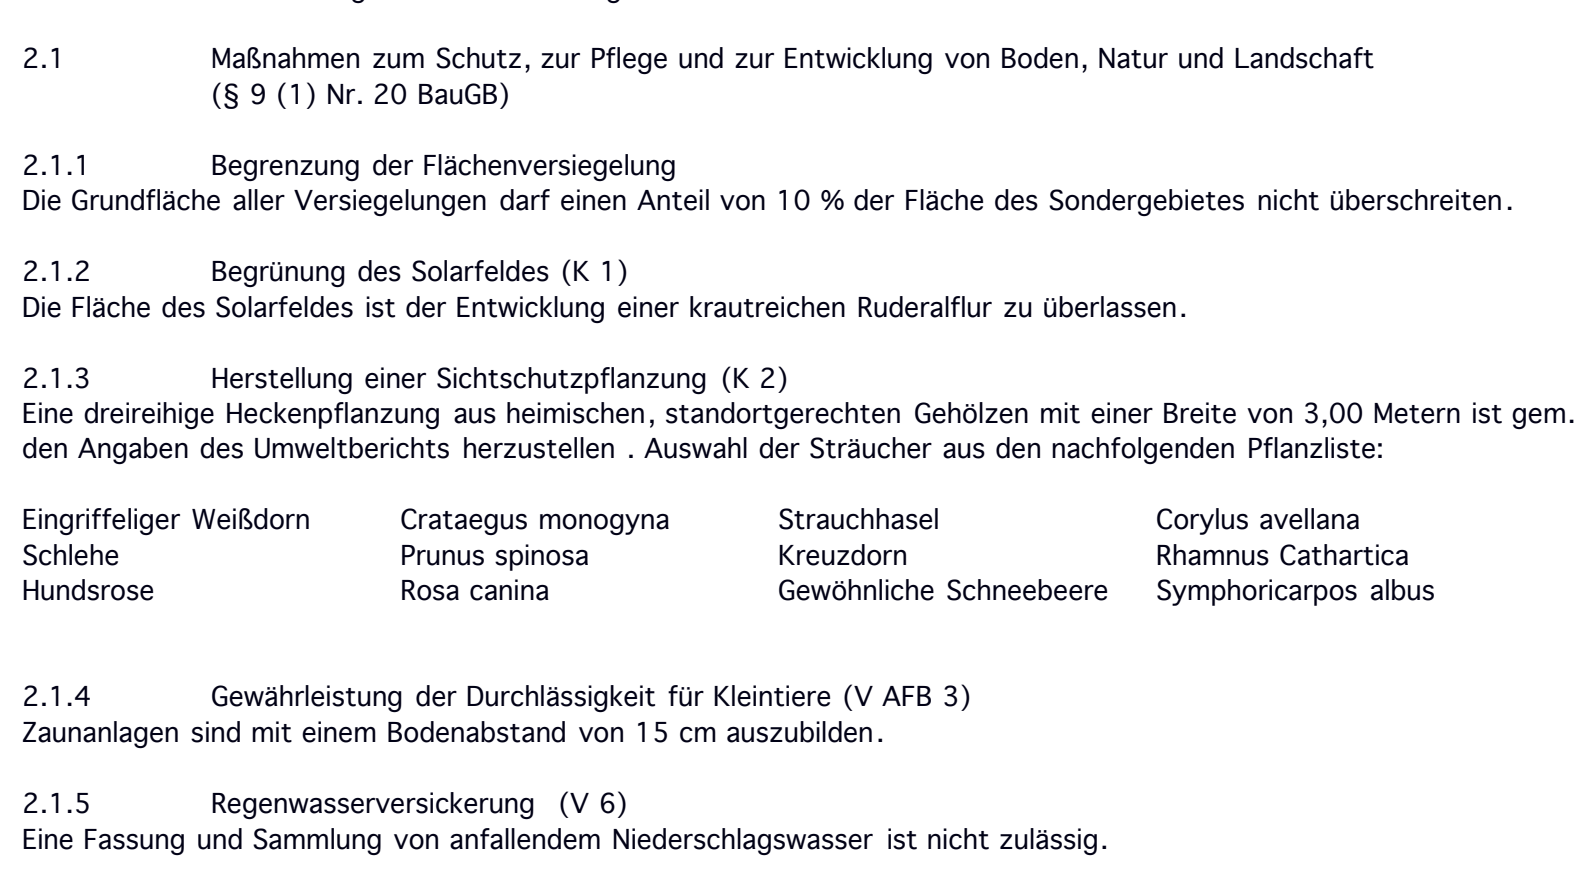 2.1 Maßnahmen zum Schutz, zur Pflege und zur Entwicklung von Boden, Natur und Landschaft
(§ 9 (1) Nr. 20 BauGB)
2.1.1 Begrenzung der Flächenversiegelung
Die Grundfläche aller Versiegelungen darf einen Anteil von 10 % der Fläche des Sondergebietes nicht überschreiten.
2.1.2 Begrünung des Solarfeldes (K 1)
Die Fläche des Solarfeldes ist der Entwicklung einer krautreichen Ruderalflur zu überlassen.
2.1.3 Herstellung einer Sichtschutzpflanzung (K 2)
Eine dreireihige Heckenpflanzung aus heimischen, standortgerechten Gehölzen mit einer Breite von 3,00 Metern ist gem.
den Angaben des Umweltberichts herzustellen . Auswahl der Sträucher aus den nachfolgenden Pflanzliste:
Eingriffeliger Weißdorn Crataegus monogyna Strauchhasel Corylus avellana
Schlehe Prunus spinosa Kreuzdorn Rhamnus Cathartica
Hundsrose Rosa canina Gewöhnliche Schneebeere Symphoricarpos albus
2.1.4 Gewährleistung der Durchlässigkeit für Kleintiere (V AFB 3)
Zaunanlagen sind mit einem Bodenabstand von 15 cm auszubilden.
2.1.5 Regenwasserversickerung (V 6)
Eine Fassung und Sammlung von anfallendem Niederschlagswasser ist nicht zulässig.